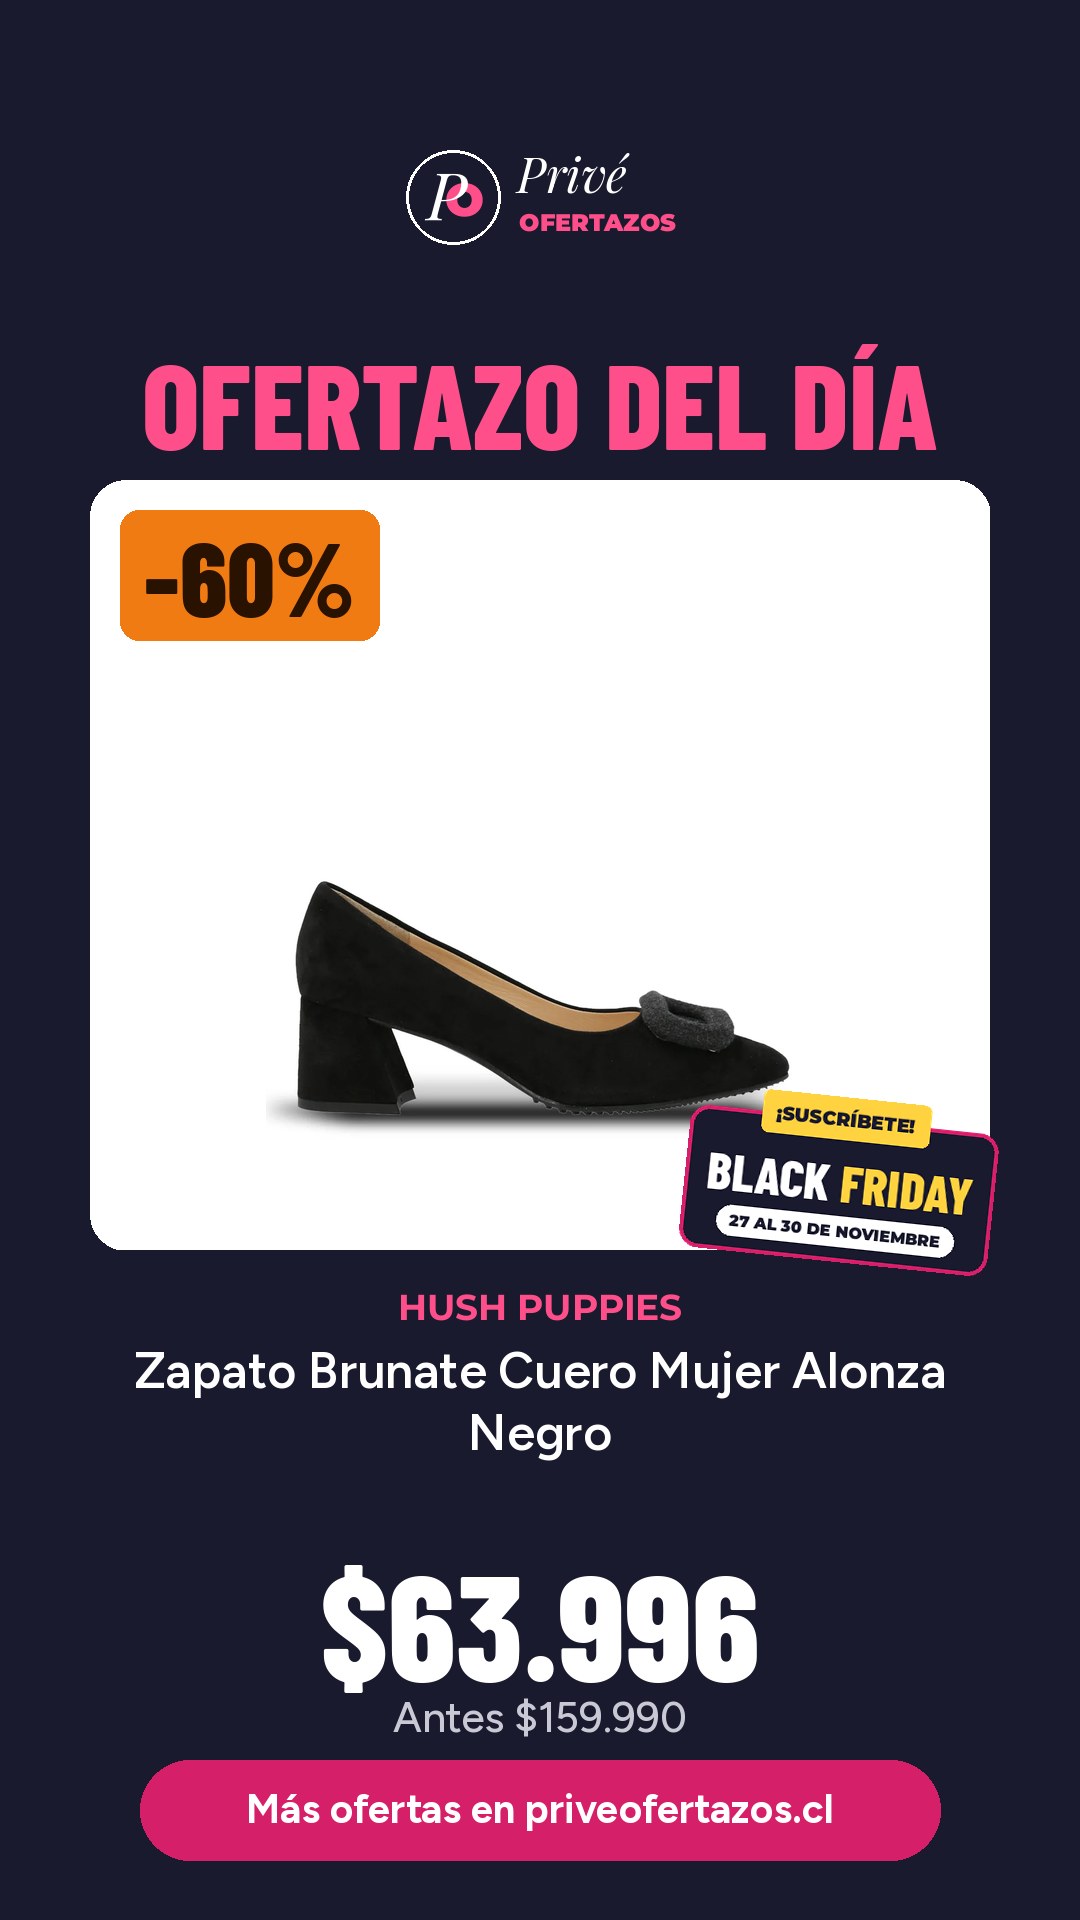 PO
Privé
OFERTAZOS
OFERTAZO DEL DÍA
-60%
¡SUSCRÍBETE!
BLACK FRIDAY
27 AL 30 DE NOVIEMBRE
HUSH PUPPIES
Zapato Brunate Cuero Mujer Alonza
Negro
$63.996
Antes $159.990
Más ofertas en priveofertazos.cl